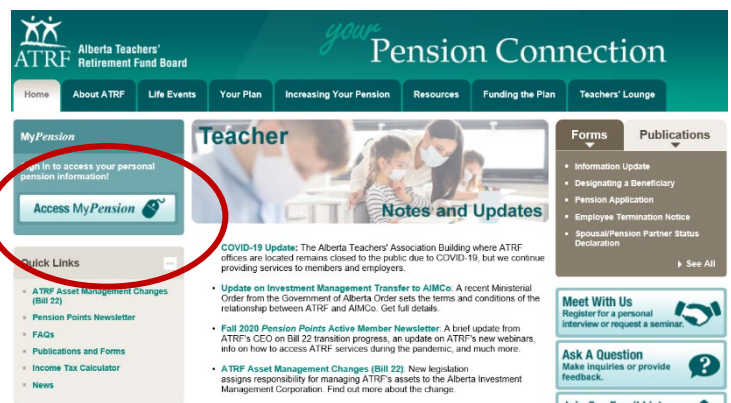 ATRF
Alberta Teachers'
Retirement Fund Board
your
Pension Connection
Home
About ATRF
Life Events
Your Plan
Increasing Your Pension
Resources
Funding the Plan
Teachers' Lounge
MyPension
Sign in to access your personal
pension information!
Access MyPension
Quick Links
ATRF Asset Management Changes
(Bill 22)
Pension Points Newsletter
FAQs
Publications and Forms
Income Tax Calculator
News
Teacher
Notes and Updates
COVID-19 Update: The Alberta Teachers' Association Building where ATRF
offices are located remains closed to the public due to COVID-19, but we continue
providing services to members and employers.
• Update on Investment Management Transfer to AIMCo: A recent Ministerial
Order from the Government of Alberta Order sets the terms and conditions of the
relationship between ATRF and AIMCo. Get full details.
• Fall 2020 Pension Points Active Member Newsletter: A brief update from
ATRF's CEO on Bill 22 transition progress, an update on ATRF's new webinars,
info on how to access ATRF services during the pandemic, and much more.
• ATRF Asset Management Changes (Bill 22): New legislation
assigns responsibility for managing ATRF's assets to the Alberta Investment
Management Corporation. Find out more about the change.
Forms
Publications
Information Update
Designating a Beneficiary
Pension Application
Employee Termination Notice
Spousal/Pension Partner Status
Declaration
See All
Meet With Us
Register for a personal
interview or request a seminar.
Ask A Question
Make inquiries or provide
feedback.